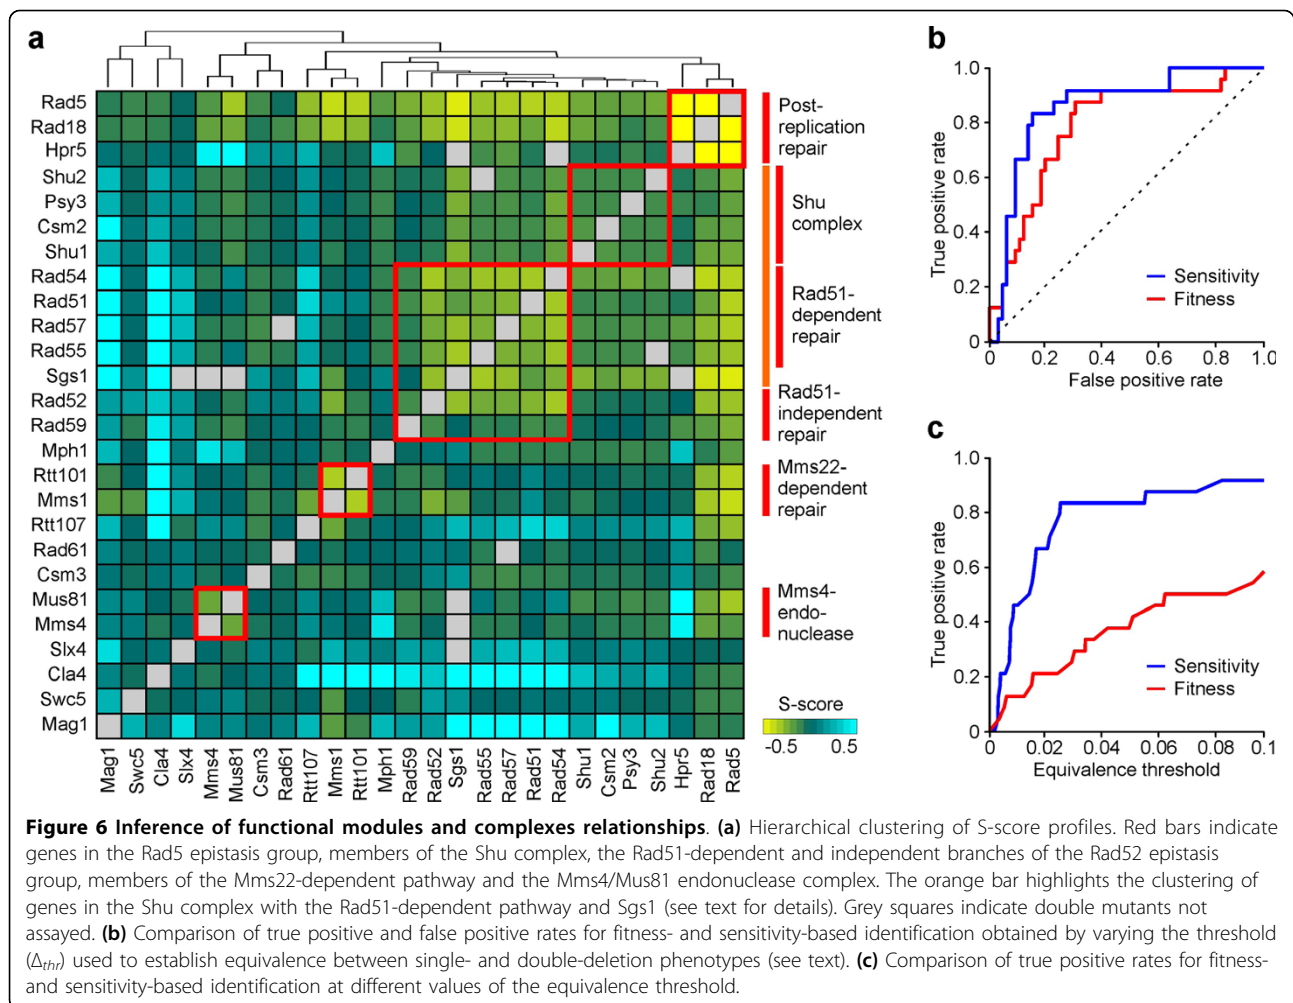 a
Rad5
Rad18
Hpr5
Shu2
Psy3
Csm2
Shu1
Rad54
Rad51
Rad57
Rad55
Sgs1
Rad52
Rad59
Mph1
Rtt101
Mms1
Rtt107
Rad61
Csm3
Mus81
Mms4
Slx4
Cla4
Swc5
Mag1
Mag1
Swc5
Cla4
Slx4
Mms4
Mus81
Csm3
Rad61
Rtt107
Mms1
Rtt101
Mph1
Rad59
Rad52
Sgs1
Rad55
Rad57
Rad51
Rad54
Shu1
Csm2
Psy3
Shu2
Hpr5
Rad18
Rad5
Post-
replication
repair
Shu
complex
Rad51-
dependent
repair
Rad51-
independent
repair
Mms22-
dependent
repair
Mms4-
endo-
nuclease
S-score
-0.5 0.5
b
True positive rate
1.0
0.8
0.6
0.4
0.2
0
Sensitivity
Fitness
0 0.2 0.4 0.6 0.8 1.0
False positive rate
c
True positive rate
1.0
0.8
0.6
0.4
0.2
0
Sensitivity
Fitness
0 0.02 0.04 0.06 0.08 0.1
Equivalence threshold
Figure 6 Inference of functional modules and complexes relationships. (a) Hierarchical clustering of S-score profiles. Red bars indicate
genes in the Rad5 epistasis group, members of the Shu complex, the Rad51-dependent and independent branches of the Rad52 epistasis
group, members of the Mms22-dependent pathway and the Mms4/Mus81 endonuclease complex. The orange bar highlights the clustering of
genes in the Shu complex with the Rad51-dependent pathway and Sgs1 (see text for details). Grey squares indicate double mutants not
assayed. (b) Comparison of true positive and false positive rates for fitness- and sensitivity-based identification obtained by varying the threshold
(Δthr) used to establish equivalence between single- and double-deletion phenotypes (see text). (c) Comparison of true positive rates for fitness-
and sensitivity-based identification at different values of the equivalence threshold.